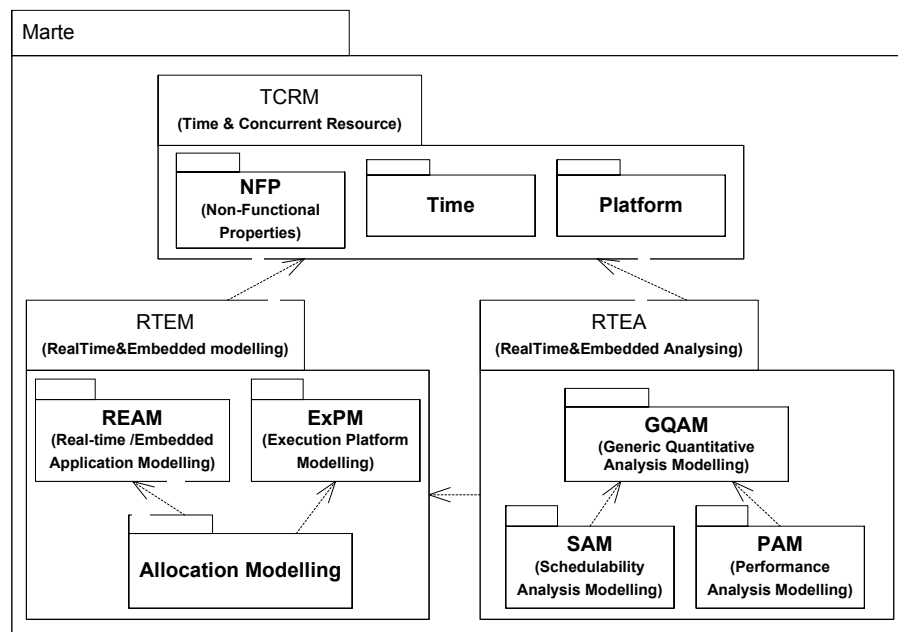 Marte
TCRM
(Time & Concurrent Resource)
NFP
(Non-Functional
Properties)
Time
Platform
RTEM
(RealTime&Embedded modelling)
RTEA
(RealTime&Embedded Analysing)
REAM
(Real-time /Embedded
Application Modelling)
ExPM
(Execution Platform
Modelling)
GQAM
(Generic Quantitative
Analysis Modelling)
Allocation Modelling
SAM
(Schedulability
Analysis Modelling)
PAM
(Performance
Analysis Modelling)